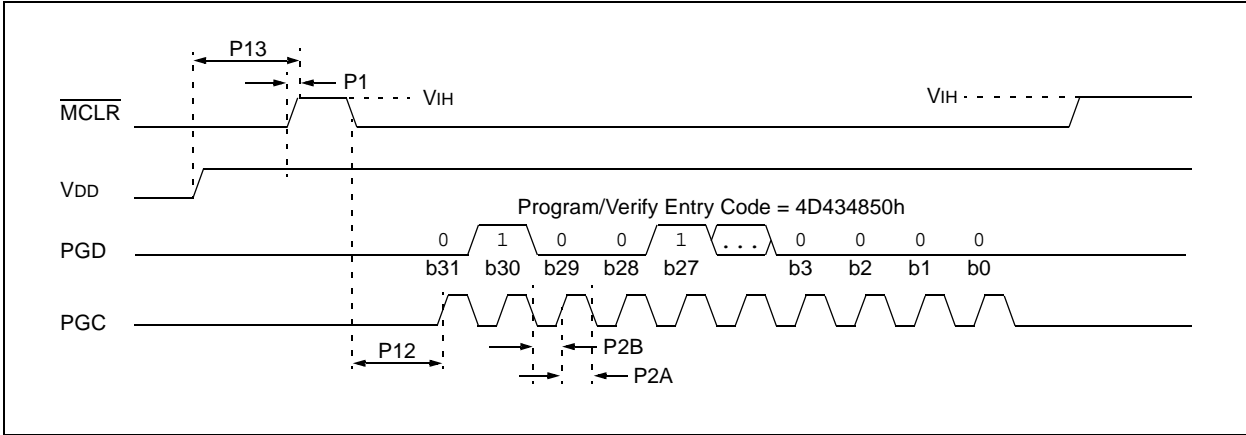 P13
P1
MCLR
VIH
VIH
VDD
Program/Verify Entry Code = 4D434850h
PGD
0 1 0 0 1 ... 0 0 0 0
b31 b30 b29 b28 b27 b3 b2 b1 b0
PGC
P12
P2B
P2A